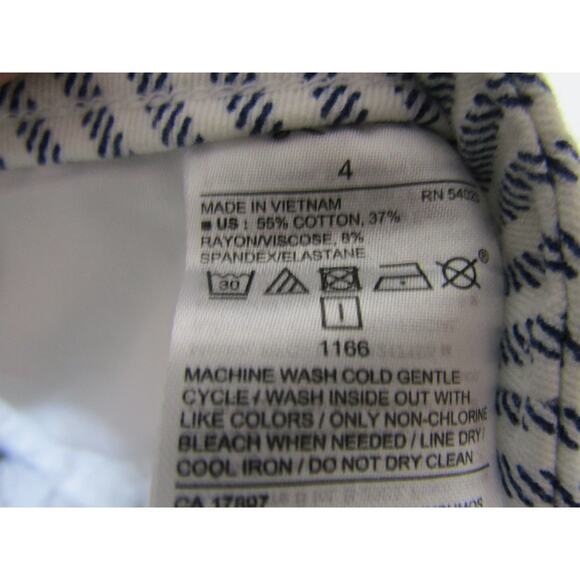 4
MADE IN VIETNAM RN 54023
■ US : 55% COTTON, 37%
RAYON/VISCOSE, 8%
SPANDEX/ELASTANE
30
I
1166
MACHINE WASH COLD GENTLE
CYCLE / WASH INSIDE OUT WITH
LIKE COLORS / ONLY NON-CHLORINE
BLEACH WHEN NEEDED / LINE DRY /
COOL IRON / DO NOT DRY CLEAN
CA 17897